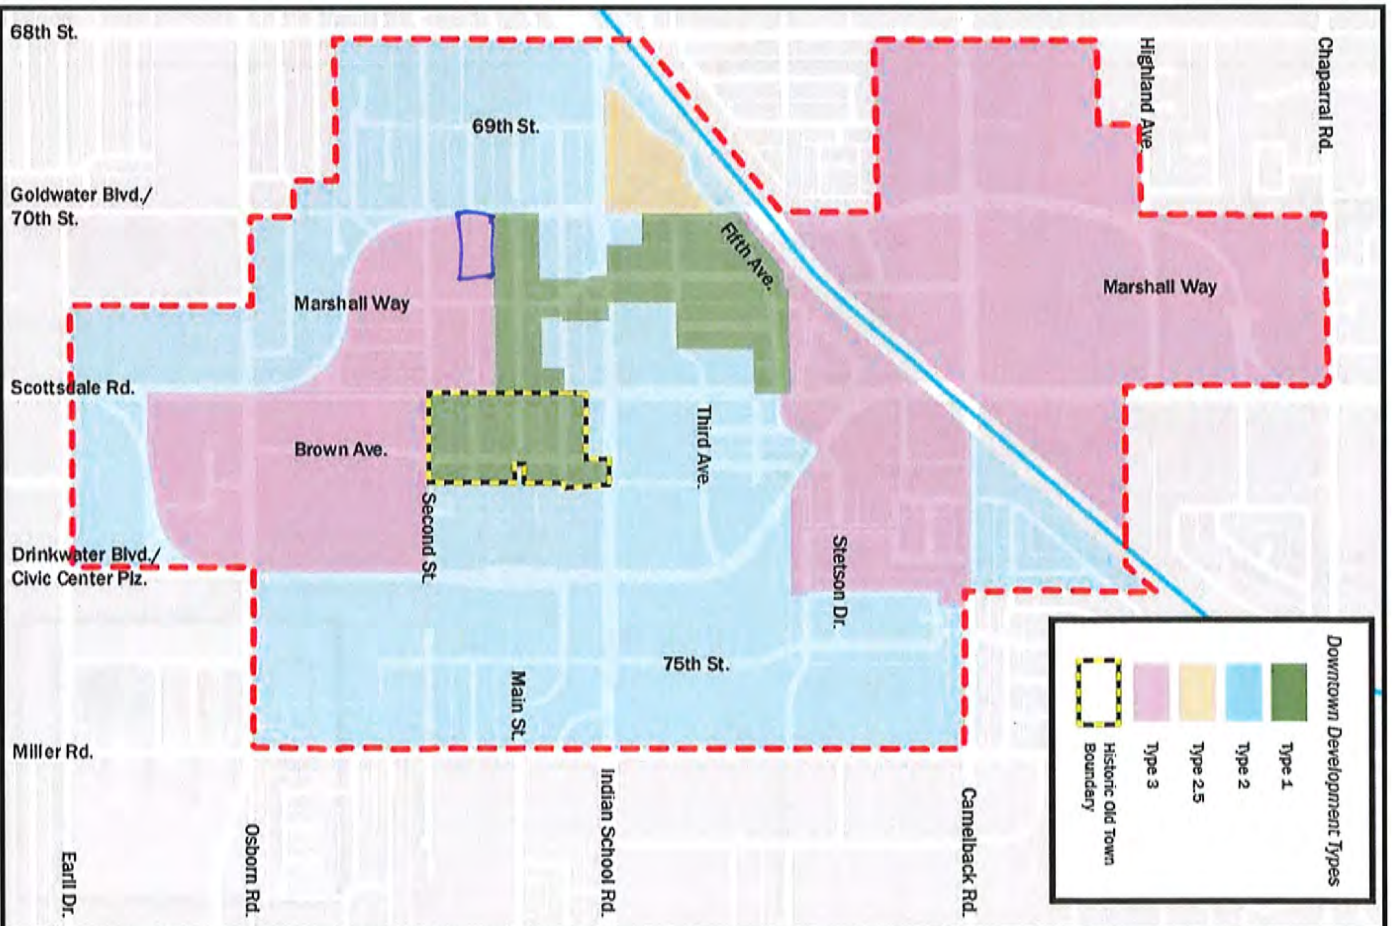 68th St.
Highland Ave.
Chaparral Rd.
69th St.
Goldwater Blvd./
70th St.
Fifth Ave.
Marshall Way
Marshall Way
Scottsdale Rd.
Third Ave.
Brown Ave.
Second St.
Drinkwater Blvd./
Civic Center Plz.
Stetson Dr.
75th St.
Main St.
Miller Rd.
Indian School Rd.
Camelback Rd.
Osborn Rd.
Earll Dr.
Downtown Development Types
Type 1
Type 2
Type 2.5
Type 3
Historic Old Town
Boundary